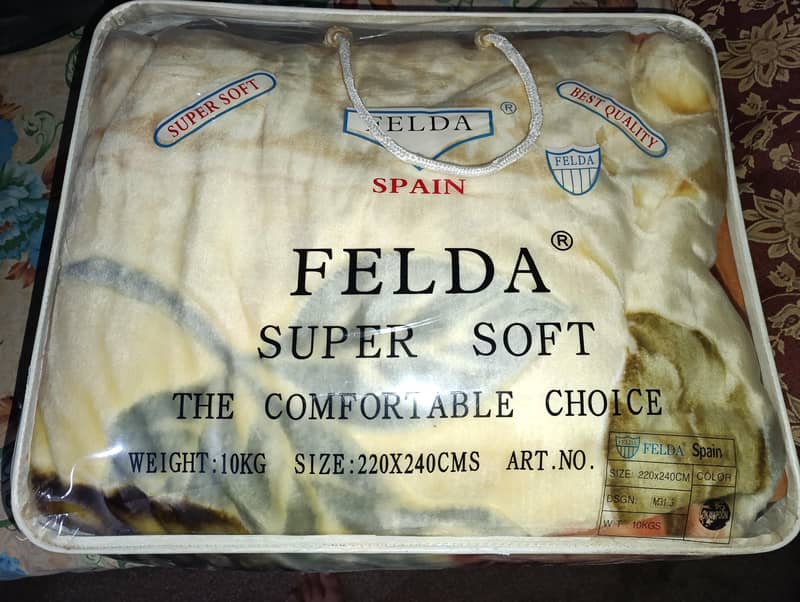 SUPER SOFT
FELDA ®
BEST QUALITY
FELDA
SPAIN
FELDA®
SUPER SOFT
THE COMFORTABLE CHOICE
WEIGHT:10KG SIZE:220X240CMS ART.NO.
FELDA® Spain
SIZE: 220x240CM COLOR
DSGN:
WT 10KGS